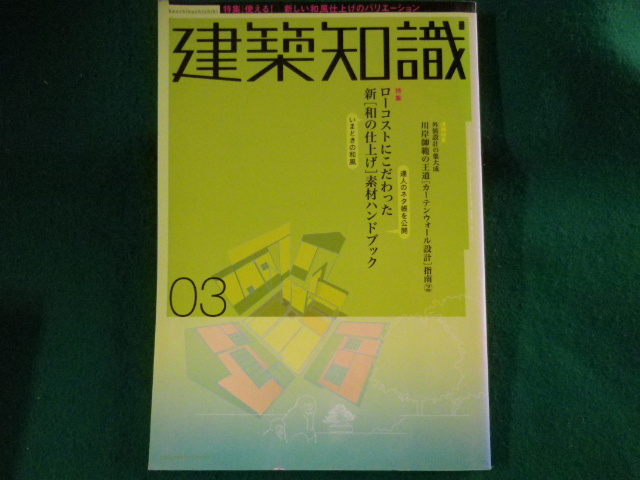 kenchikuchishiki
特集:使える! 新しい和風仕上げのバリエーション
建築知識
特集
ローコストにこだわった
新[和の仕上げ]素材ハンドブック
いまどきの和風
達人のネタ帳を公開
外装設計の集大成
川岸師範の王道[カーテンウォール設計]指南②
03